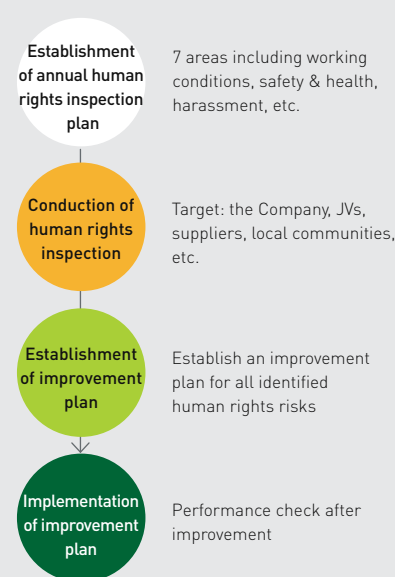 Establishment
of annual human
rights inspection
plan
7 areas including working
conditions, safety & health,
harassment, etc.
Conduction of
human rights
inspection
Target: the Company, JVs,
suppliers, local communities,
etc.
Establishment
of improvement
plan
Establish an improvement
plan for all identified
human rights risks
Implementation
of improvement
plan
Performance check after
improvement